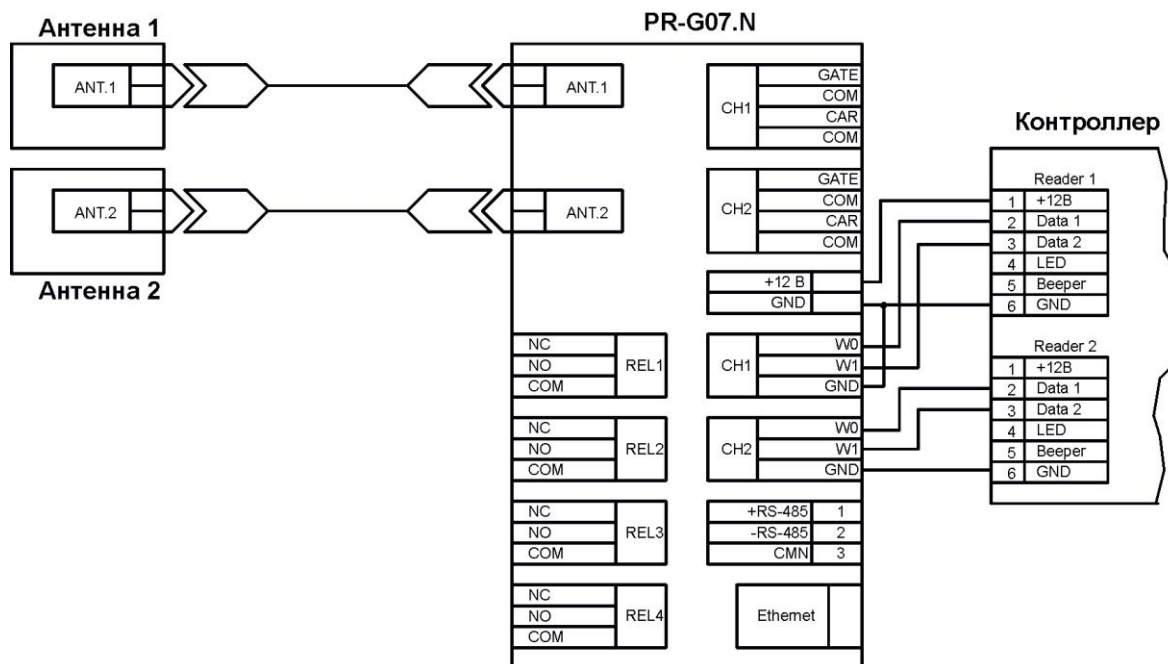 PR-G07.N
Антенна 1
ANT.1
ANT.1
Антенна 2
ANT.2
ANT.2
CH1
GATE
COM
CAR
COM
CH2
GATE
COM
CAR
COM
+12 В
GND
REL1
NC
NO
COM
CH1
W0
W1
GND
REL2
NC
NO
COM
CH2
W0
W1
GND
REL3
NC
NO
COM
+RS-485 1
-RS-485 2
CMN 3
REL4
NC
NO
COM
Ethernet
Контроллер
Reader 1
1 +12В
2 Data 1
3 Data 2
4 LED
5 Beeper
6 GND
Reader 2
1 +12В
2 Data 1
3 Data 2
4 LED
5 Beeper
6 GND